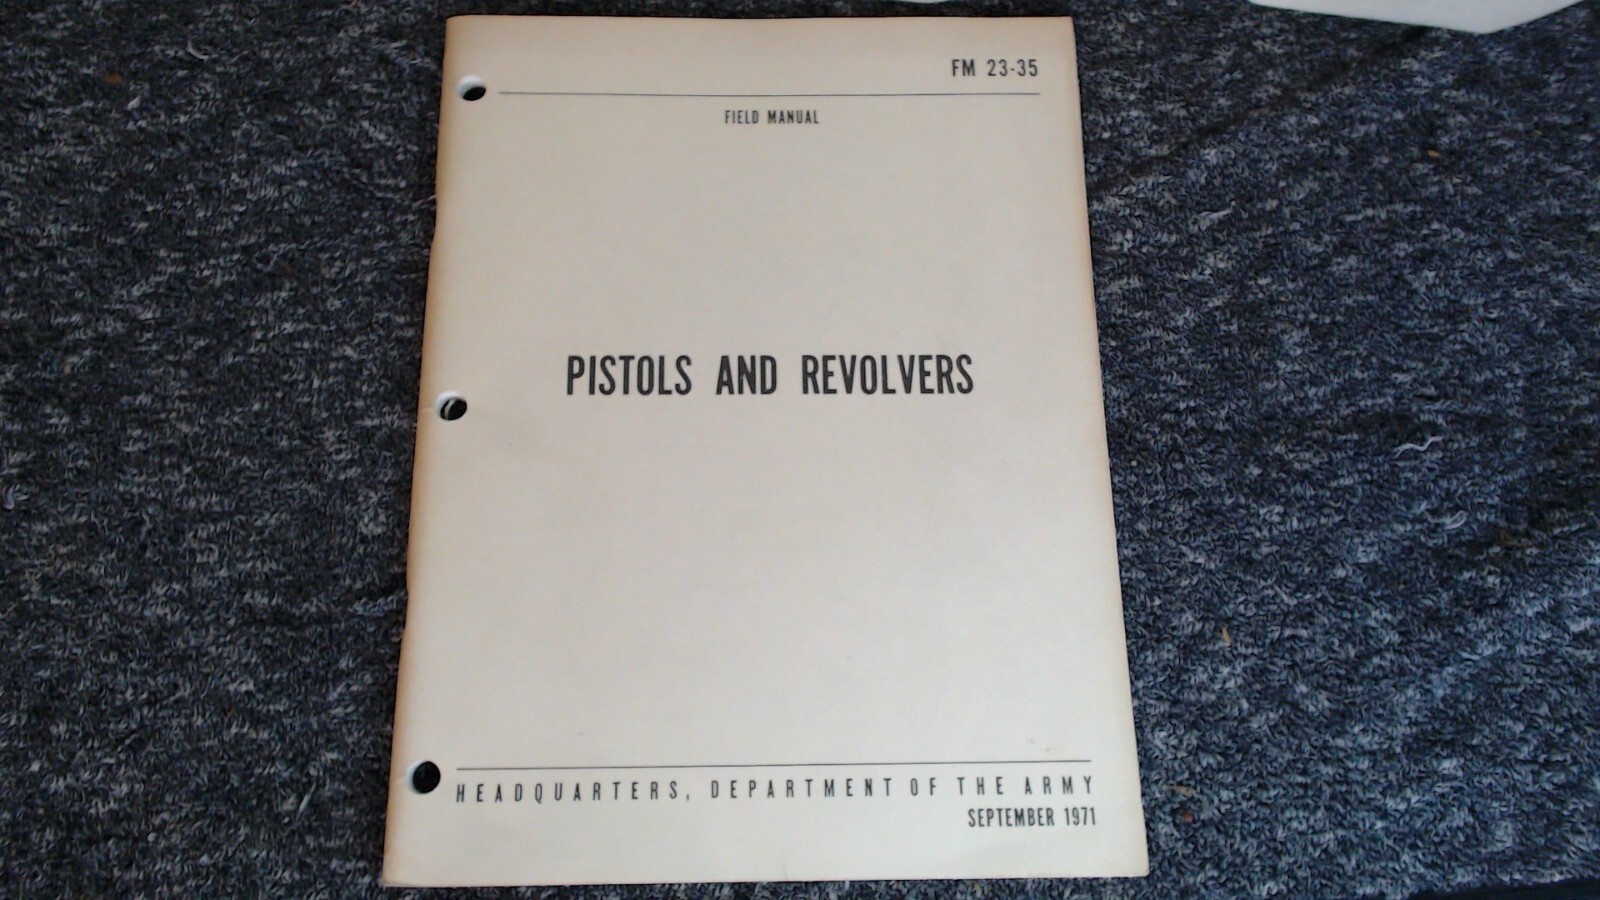 FM 23-35
FIELD MANUAL
PISTOLS AND REVOLVERS
HEADQUARTERS, DEPARTMENT OF THE ARMY
SEPTEMBER 1971